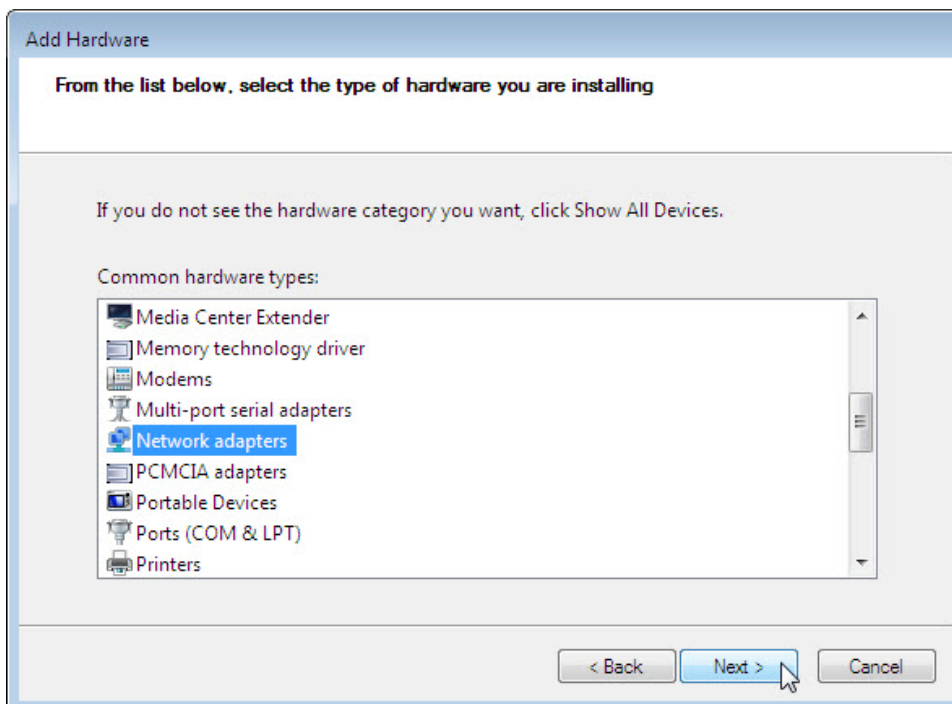 Add Hardware
From the list below, select the type of hardware you are installing
If you do not see the hardware category you want, click Show All Devices.
Common hardware types:
Media Center Extender
Memory technology driver
Modems
Multi-port serial adapters
Network adapters
PCMCIA adapters
Portable Devices
Ports (COM & LPT)
Printers
< Back Next > Cancel